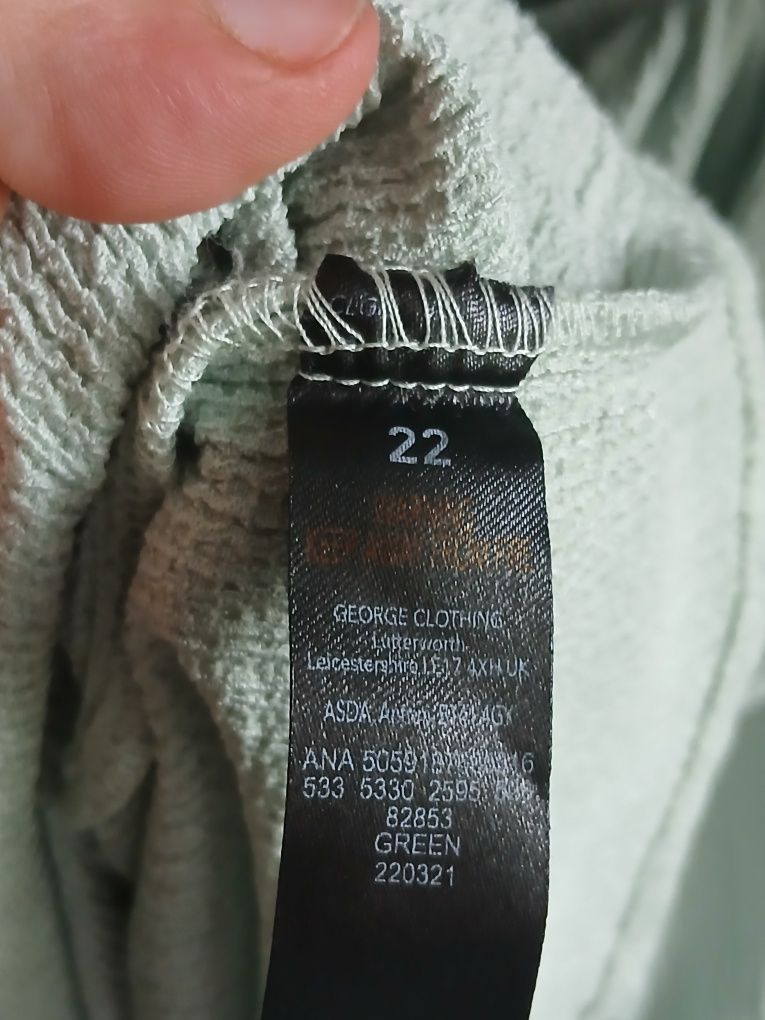 22
GEORGE CLOTHING
Lutterworth
Leicestershire LE17 4XH UK
ASDA,
ANA
533 5330 2595
82853
GREEN
220321